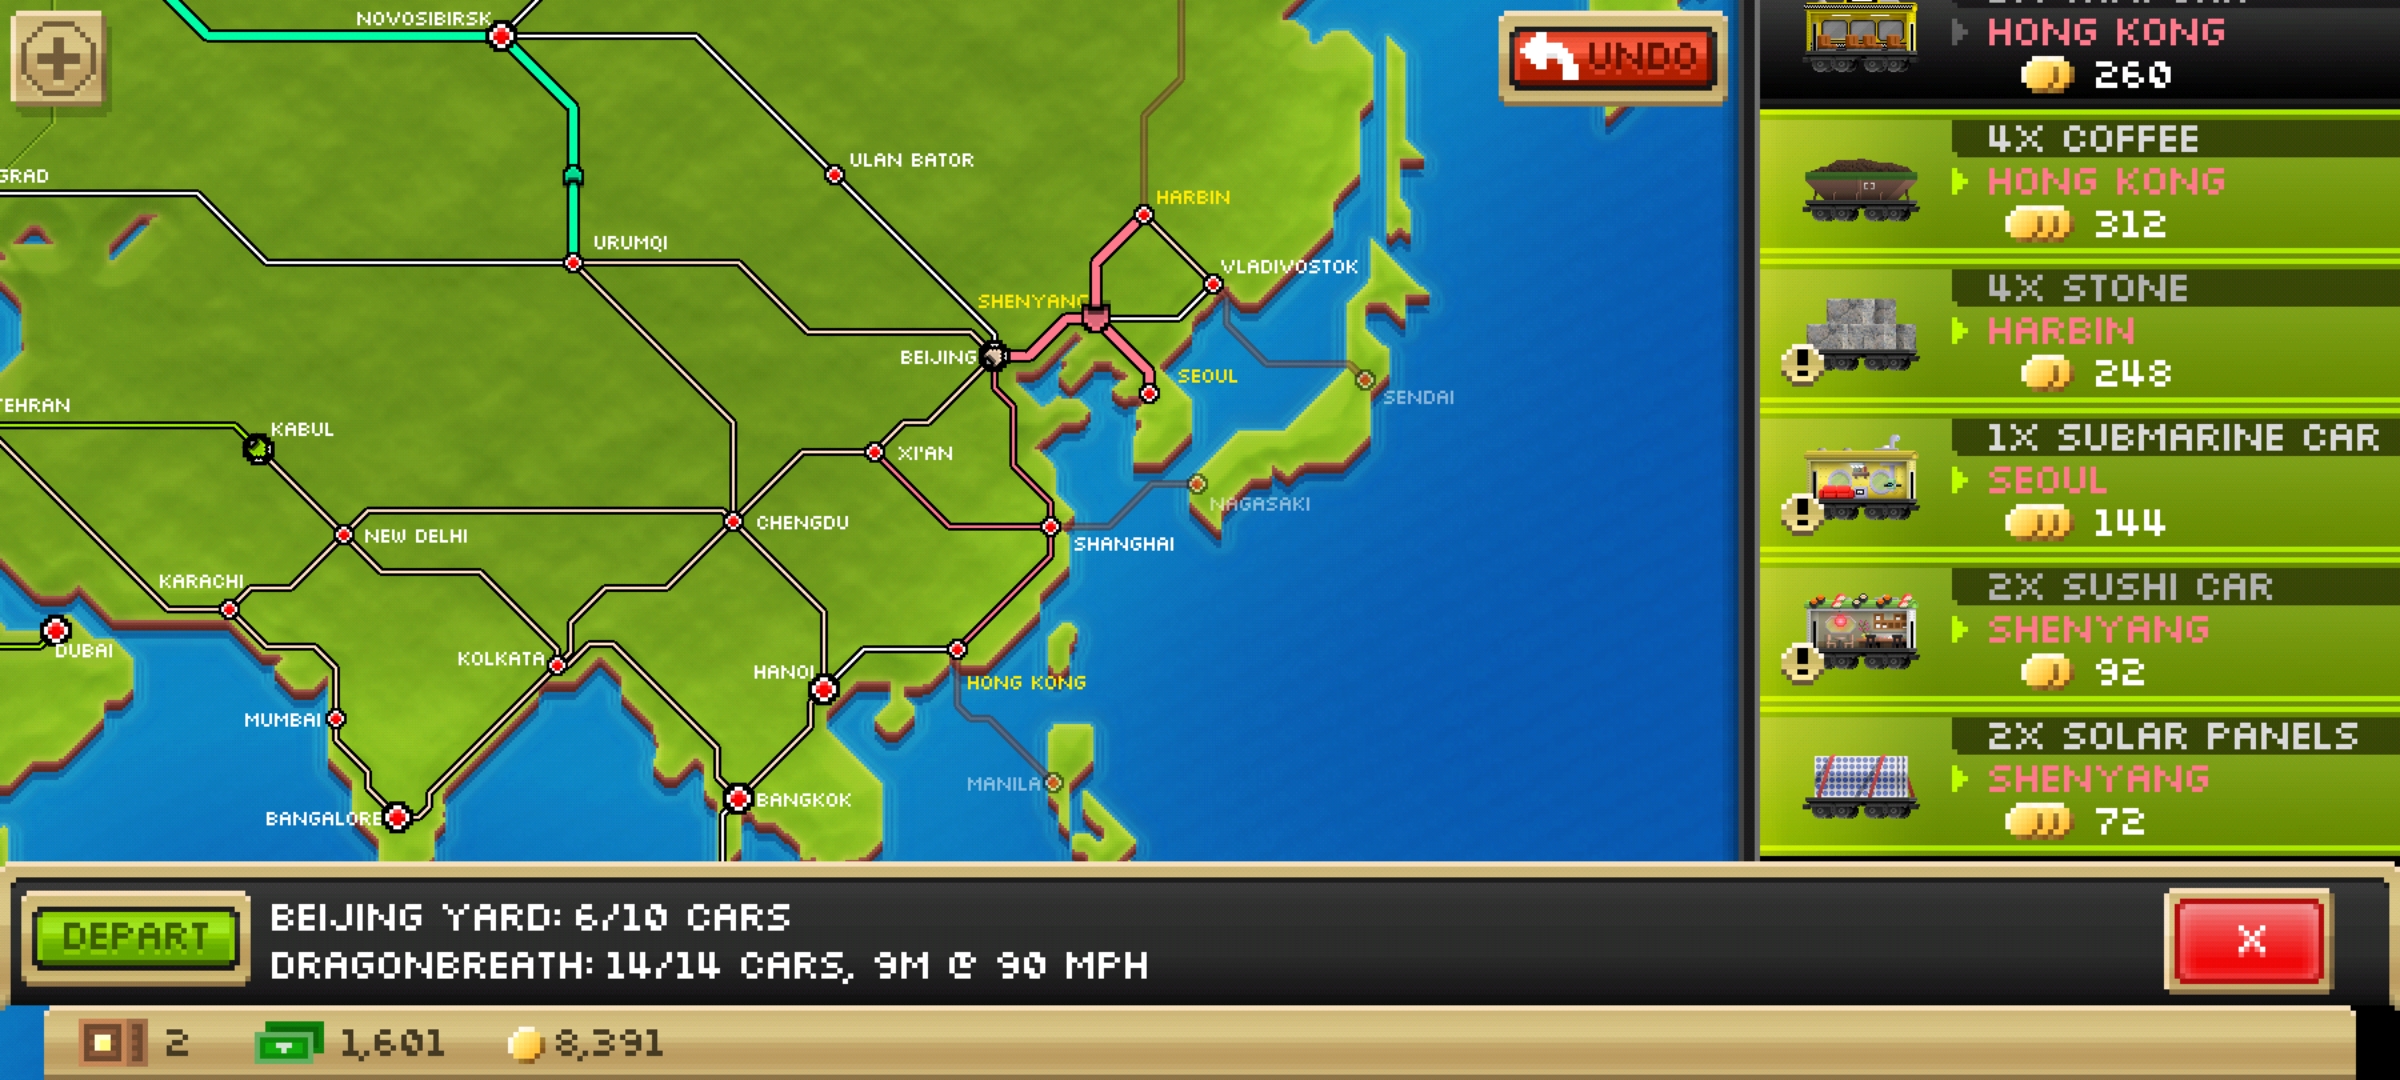 NOVOSIBIRSK
UNDO
HONG KONG
260
ULAN BATOR
4X COFFEE
HONG KONG
312
GRAD
HARBIN
URUMQI
VLADIVOSTOK
4X STONE
HARBIN
248
SHENYANG
BEIJING
SEOUL
SENDAI
TEHRAN
KABUL
XI'AN
1X SUBMARINE CAR
SEOUL
144
NAGASAKI
NEW DELHI
CHENGDU
SHANGHAI
KARACHI
2X SUSHI CAR
SHENYANG
92
DUBAI
KOLKATA
HANOI
HONG KONG
MUMBAI
2X SOLAR PANELS
SHENYANG
72
MANILA
BANGKOK
BANGALORE
DEPART
BEIJING YARD: 6/10 CARS
DRAGONBREATH: 14/14 CARS, 9M @ 90 MPH
X
2
1,601
8,391